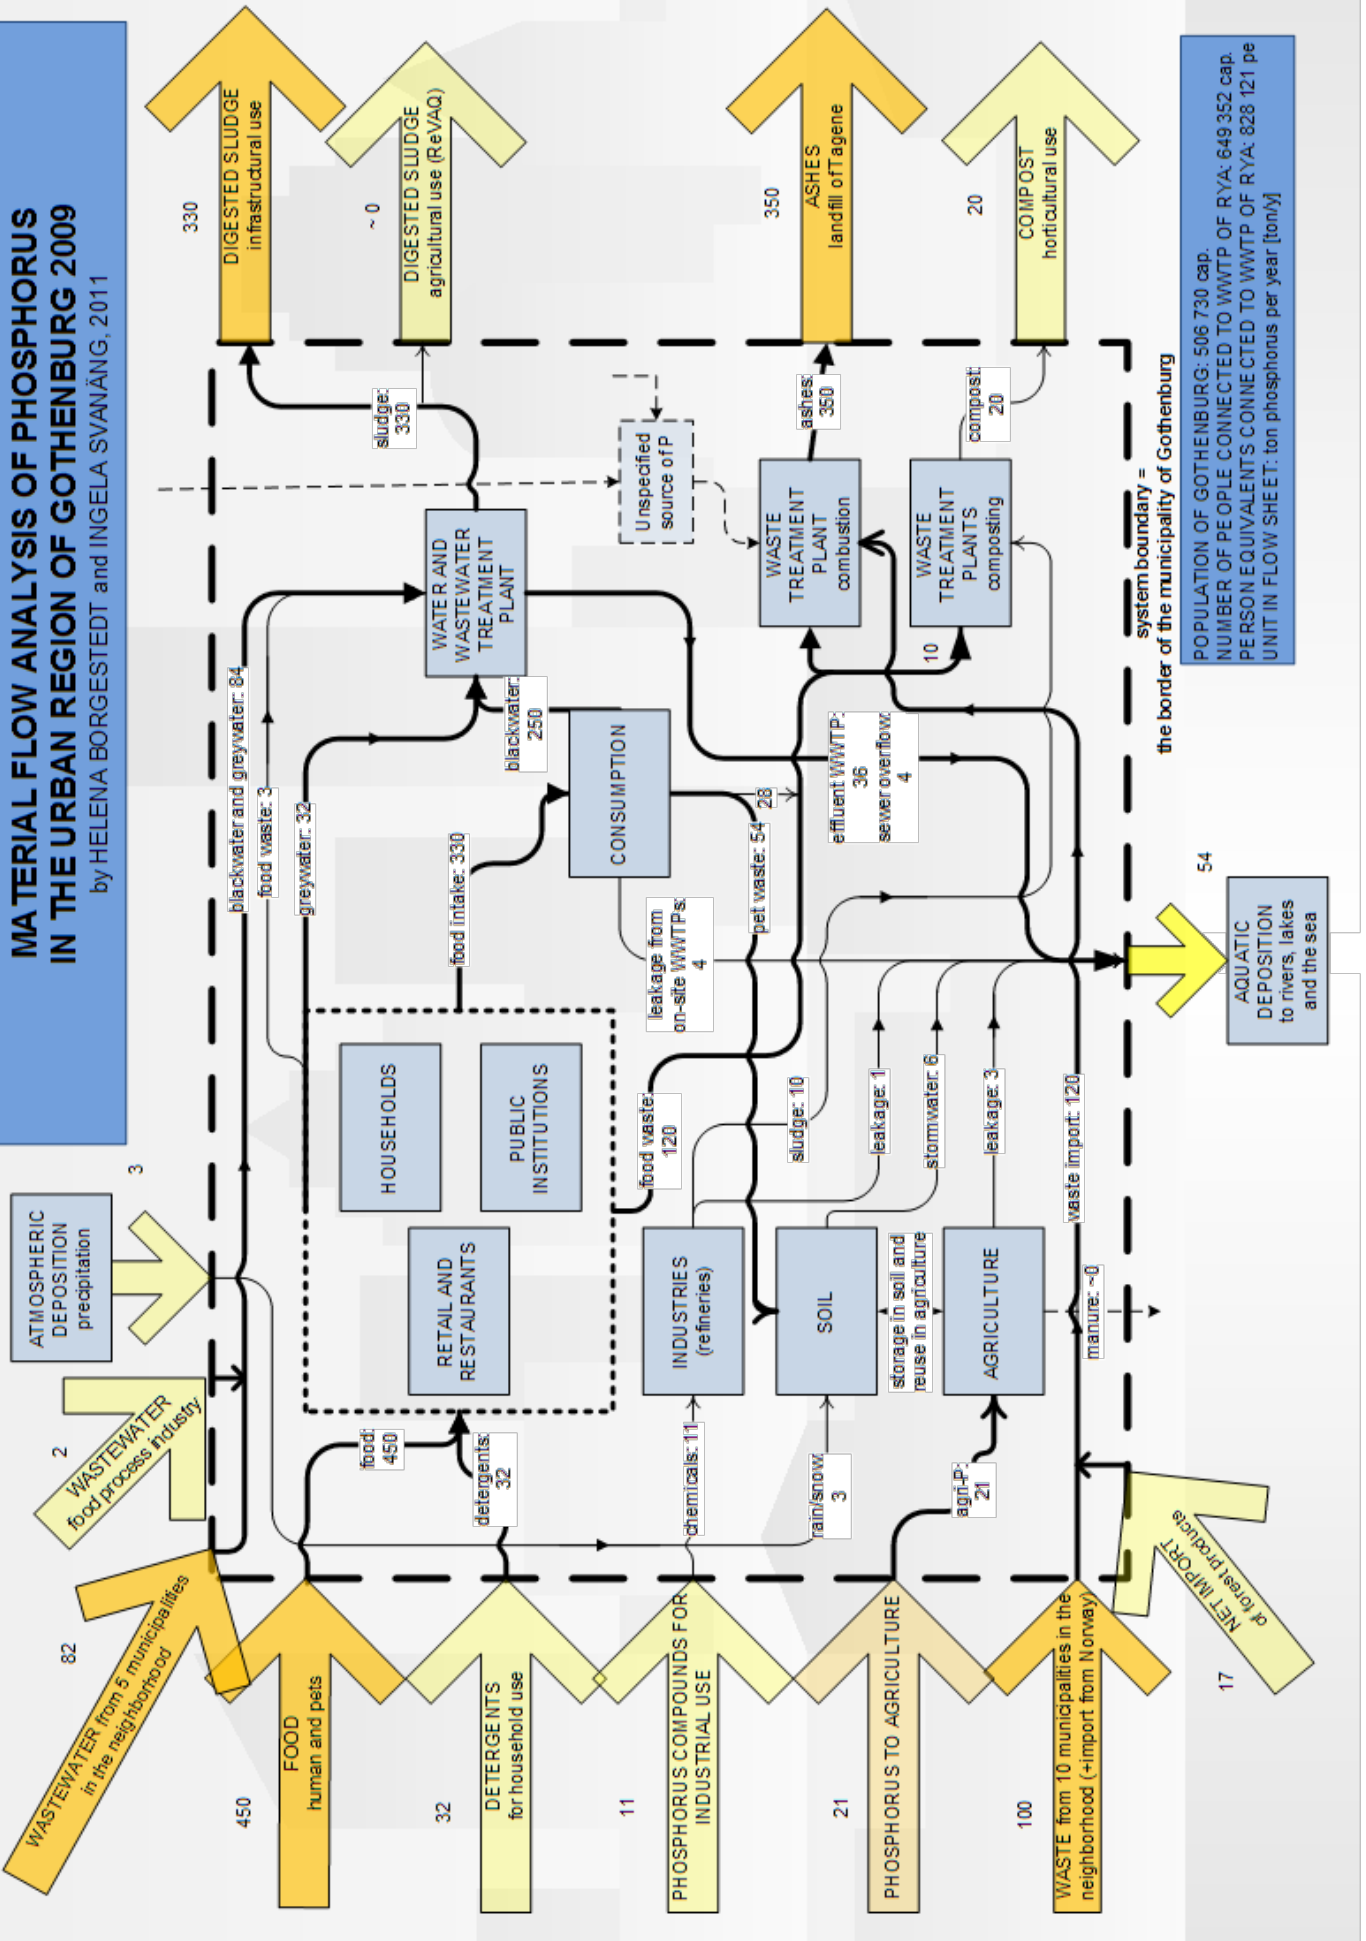 MATERIAL FLOW ANALYSIS OF PHOSPHORUS
IN THE URBAN REGION OF GOTHENBURG 2009
by HELENA BORGESTEDT and INGELA SVANÄNG, 2011
82
WASTEWATER from 5 municipalities
in the neighborhood
2
WASTEWATER
food process industry
ATMOSPHERIC
DEPOSITION
precipitation
3
450
FOOD
human and pets
32
DETERGENTS
for household use
11
PHOSPHORUS COMPOUNDS FOR
INDUSTRIAL USE
21
PHOSPHORUS TO AGRICULTURE
100
WASTE from 10 municipalities in the
neighborhood (+import from Norway)
17
NET IMPORT
of forest products
blackwater and greywater: 84
food waste: 3
greywater: 32
food:
450
detergents:
32
RETAIL AND
RESTAURANTS
HOUSEHOLDS
PUBLIC
INSTITUTIONS
food intake: 330
CONSUMPTION
blackwater:
250
WATER AND
WASTEWATER
TREATMENT
PLANT
sludge:
330
330
DIGESTED SLUDGE
infrastructural use
~ 0
DIGESTED SLUDGE
agricultural use (ReVAQ)
Unspecified
source of P
leakage from
on-site WWTPs:
4
pet waste: 54
28
food waste:
120
chemicals: 11
INDUSTRIES
(refineries)
sludge: 10
leakage: 1
effluent WWTP:
36
sewer overflow:
4
WASTE
TREATMENT
PLANT
combustion
ashes:
350
350
ASHES
landfill of Tagene
rain/snow:
3
SOIL
stormwater: 6
storage in soil and
reuse in agriculture
agri-P:
21
AGRICULTURE
leakage: 3
10
WASTE
TREATMENT
PLANTS
composting
compost:
20
20
COMPOST
horticultural use
waste import: 120
manure: ~0
system boundary =
the border of the municipality of Gothenburg
54
AQUATIC
DEPOSITION
to rivers, lakes
and the sea
POPULATION OF GOTHENBURG: 506 730 cap.
NUMBER OF PEOPLE CONNECTED TO WWTP OF RYA: 649 352 cap.
PERSON EQUIVALENTS CONNECTED TO WWTP OF RYA: 828 121 pe
UNIT IN FLOW SHEET: ton phosphorus per year [ton/y]